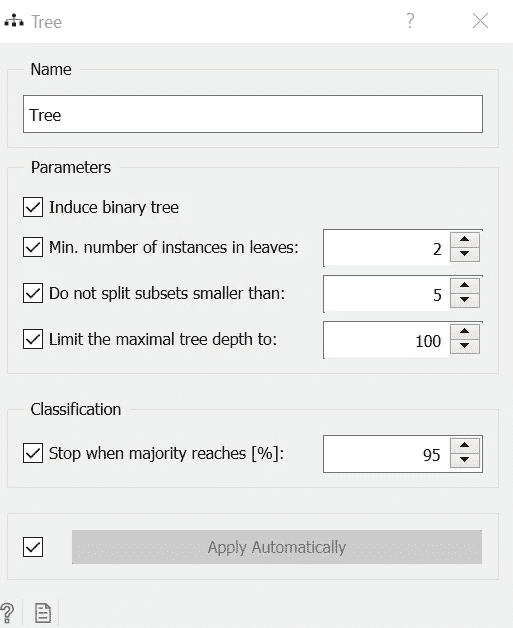 Tree ?
Name
Tree
Parameters
Induce binary tree
Min. number of instances in leaves: 2
Do not split subsets smaller than: 5
Limit the maximal tree depth to: 100
Classification
Stop when majority reaches [%]: 95
Apply Automatically
?